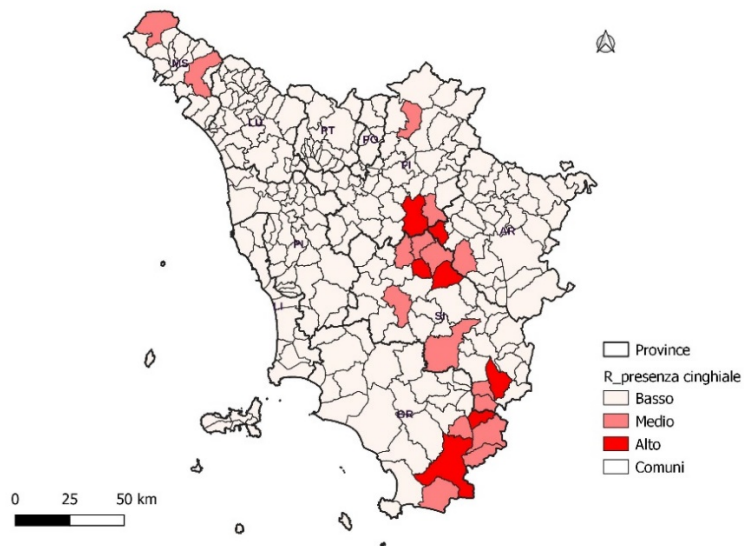 MS
LU
PT
PO
FI
AR
PI
LI
SI
GR
Province
R_presenza cinghiale
Basso
Medio
Alto
Comuni
0 25 50 km